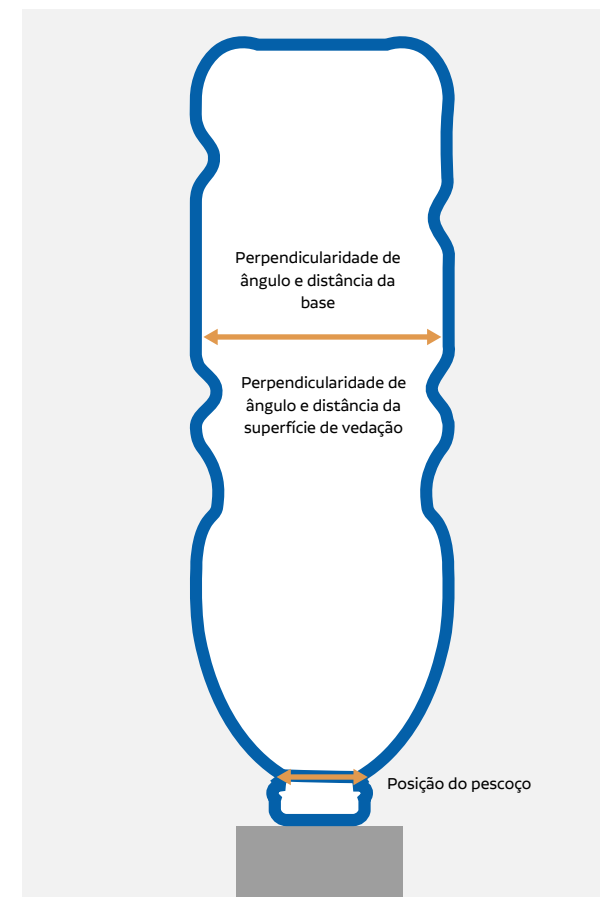 Perpendicularidade de
ângulo e distância da
base
Perpendicularidade de
ângulo e distância da
superfície de vedação
Posição do pescoço